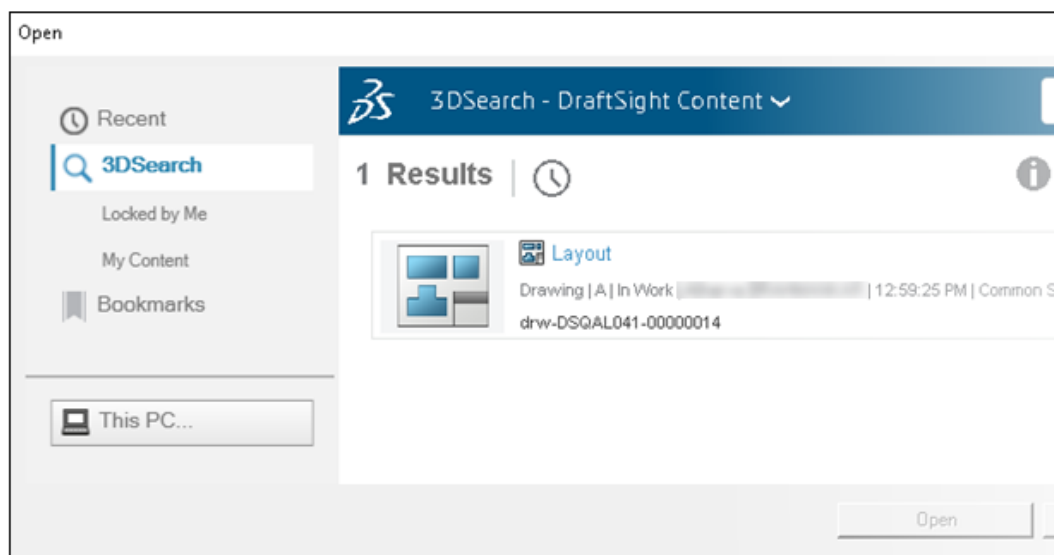 Open
Recent
3DSearch
Locked by Me
My Content
Bookmarks
This PC...
3DS
3DSearch - DraftSight Content
1 Results
Layout
Drawing | A | In Work | | 12:59:25 PM | Common S
drw-DSQAL041-00000014
Open